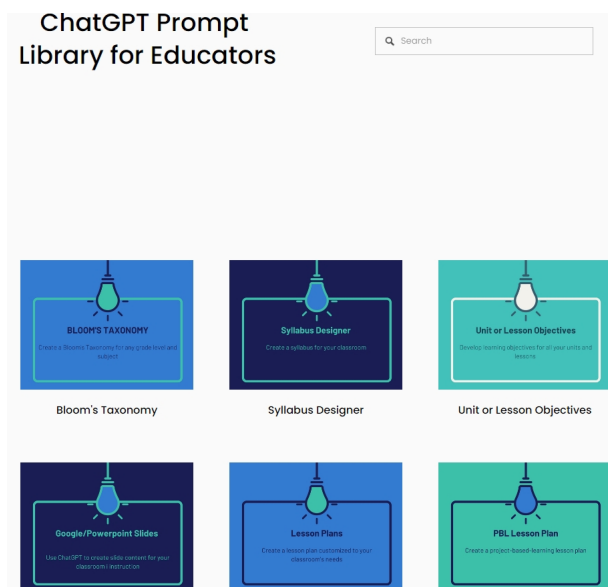 ChatGPT Prompt
Library for Educators
Search
BLOOM'S TAXONOMY
Create a Bloom's Taxonomy for any grade level and
subject
Bloom's Taxonomy
Syllabus Designer
Create a syllabus for your classroom
Syllabus Designer
Unit or Lesson Objectives
Develop learning objectives for all your units and
lessons
Unit or Lesson Objectives
Google/Powerpoint Slides
Use ChatGPT to create slide content for your
classroom instruction
Lesson Plans
Create a lesson plan customized to your
classroom's needs
PBL Lesson Plan
Create a project-based-learning lesson plan